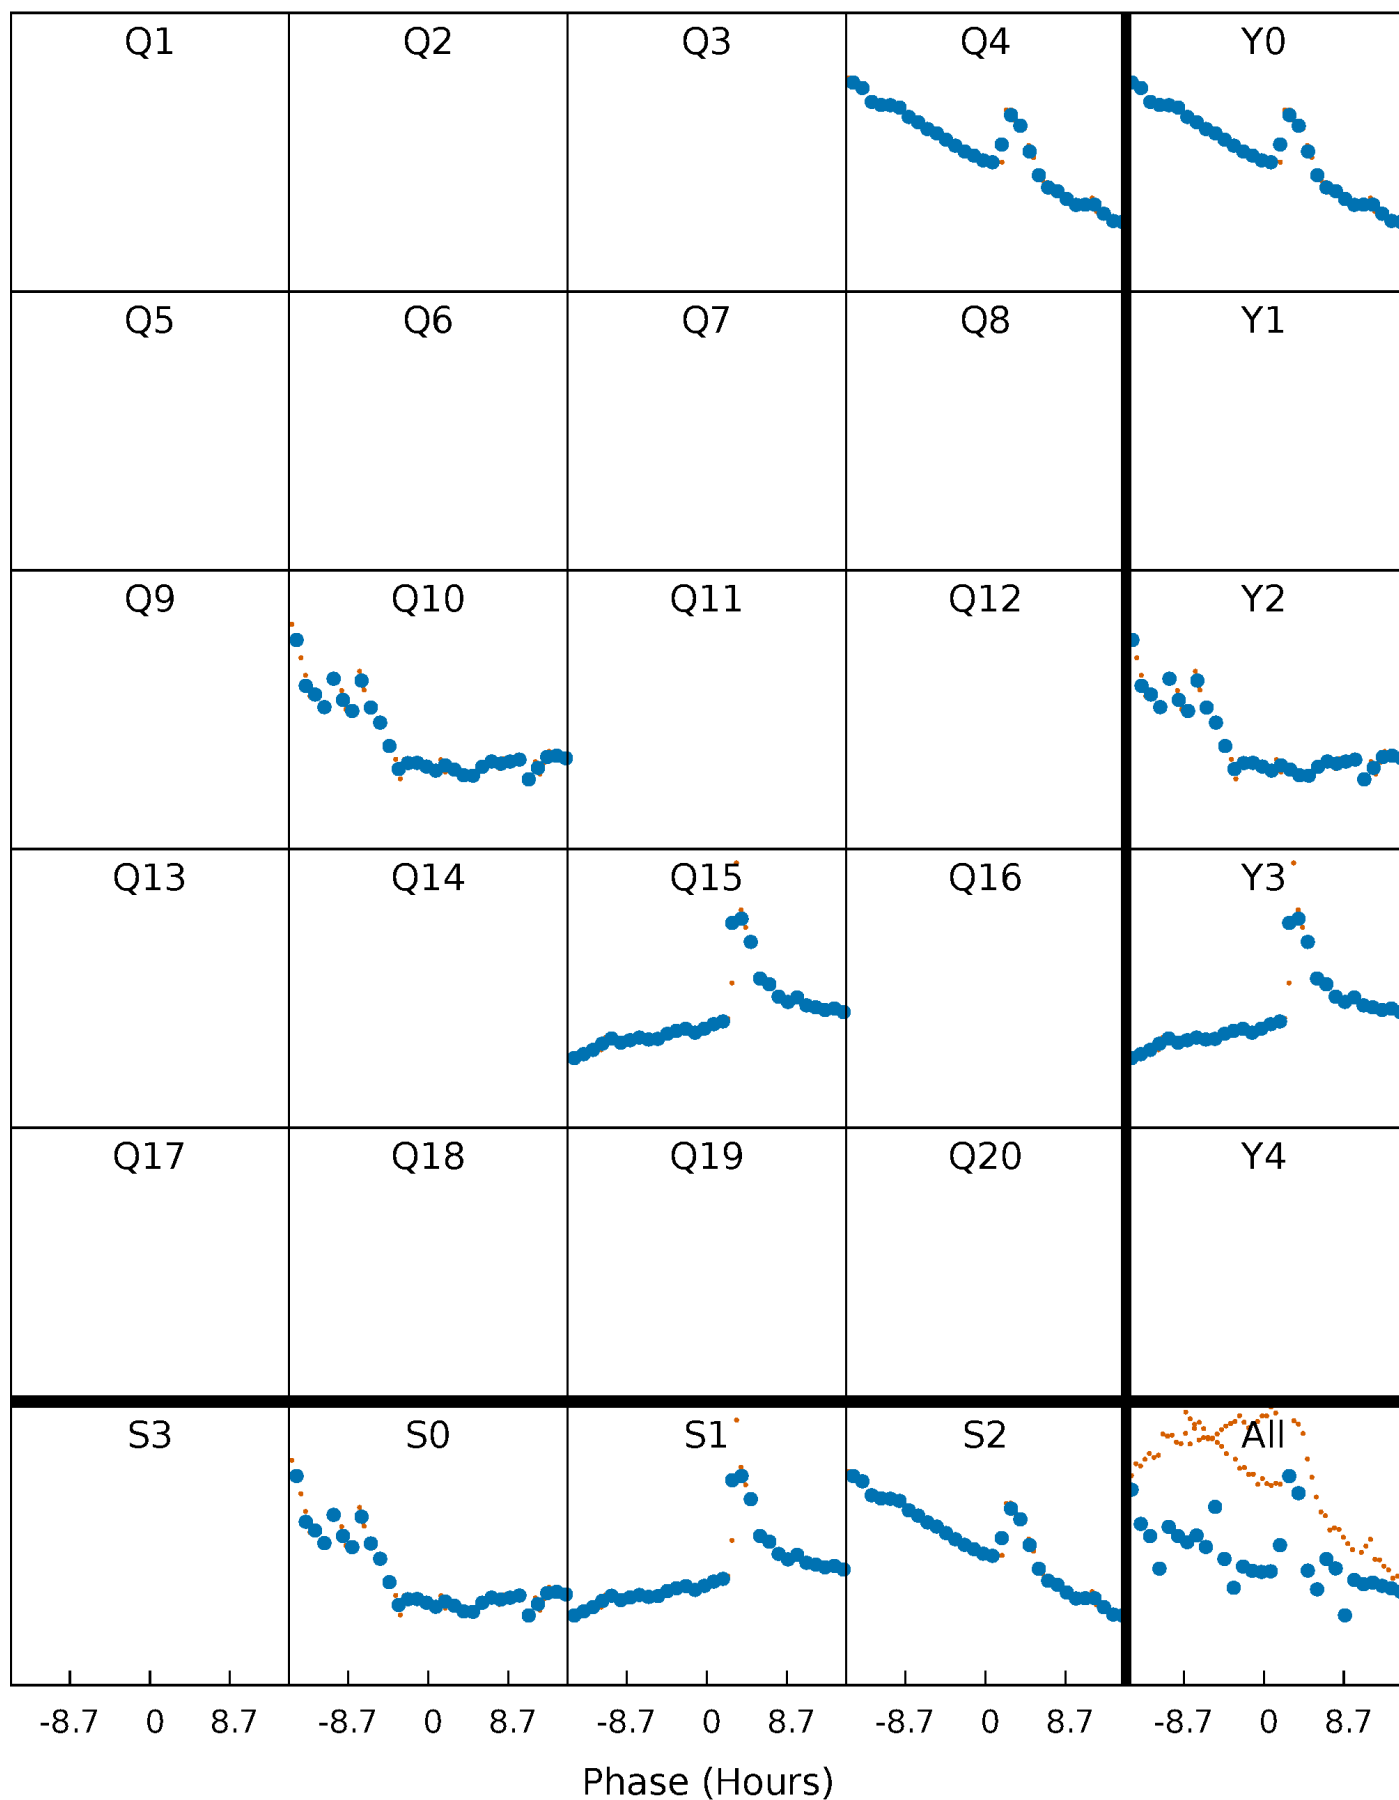 Q1 Q2 Q3 Q4 Y0
Q5 Q6 Q7 Q8 Y1
Q9 Q10 Q11 Q12 Y2
Q13 Q14 Q15 Q16 Y3
Q17 Q18 Q19 Q20 Y4
S3 S0 S1 S2 All
-8.7 0 8.7 -8.7 0 8.7 -8.7 0 8.7 -8.7 0 8.7 -8.7 0 8.7
Phase (Hours)